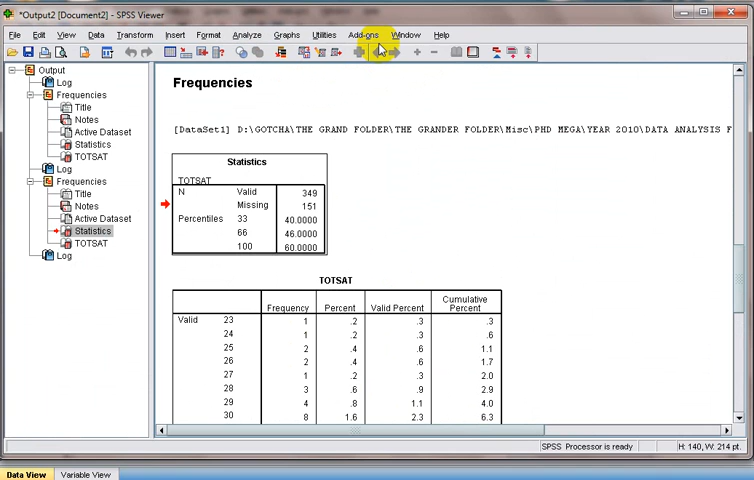 *Output2 [Document2] - SPSS Viewer
File Edit View Data Transform Insert Format Analyze Graphs Utilities Add-ons Window Help
Output
Log
Frequencies
Title
Notes
Active Dataset
Statistics
TOTSAT
Log
Frequencies
Title
Notes
Active Dataset
Statistics
TOTSAT
Log
Frequencies
[DataSet1] D:\GOTCHA\THE GRAND FOLDER\THE GRANDER FOLDER\Misc\PHD MEGA\YEAR 2010\DATA ANALYSIS F
Statistics
TOTSAT
N Valid 349
Missing 151
Percentiles 33 40.0000
66 46.0000
100 60.0000
TOTSAT
Frequency Percent Valid Percent Cumulative Percent
Valid 23 1 .2 .3 .3
24 1 .2 .3 .6
25 2 .4 .6 1.1
26 2 .4 .6 1.7
27 1 .2 .3 2.0
28 3 .6 .9 2.9
29 4 .8 1.1 4.0
30 8 1.6 2.3 6.3
SPSS Processor is ready H: 140, W: 214 pt.
Data View Variable View